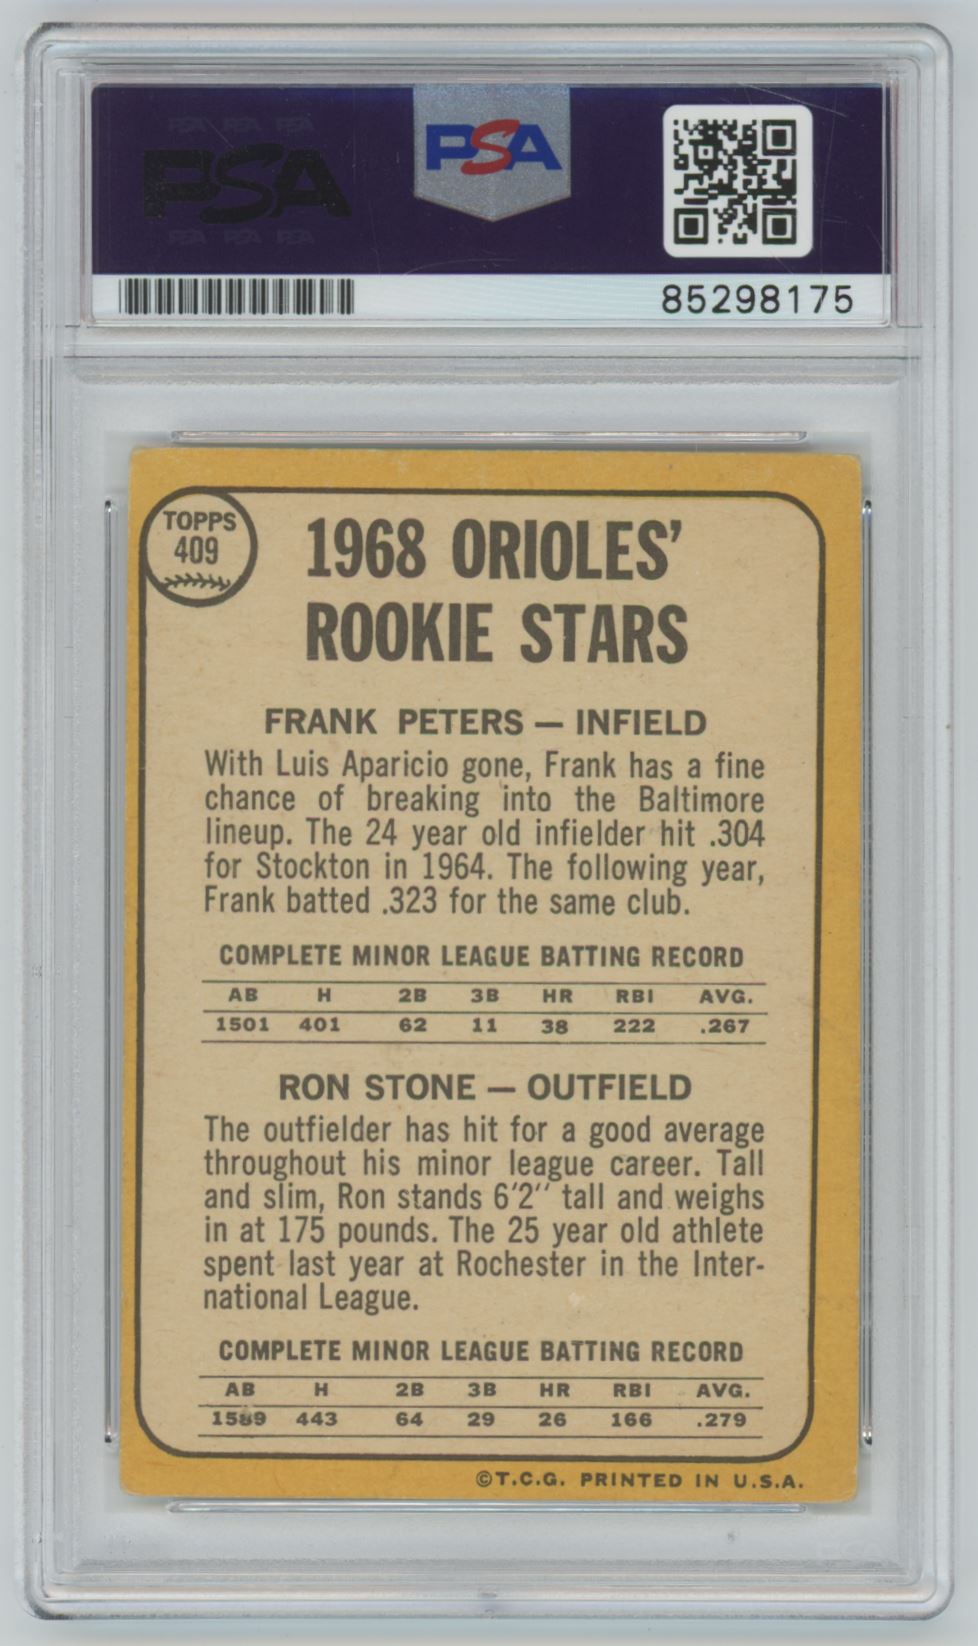 PSA PSA PSA
PSA
PSA PSA PSA
PSA
85298175
TOPPS
409
1968 ORIOLES'
ROOKIE STARS
FRANK PETERS — INFIELD
With Luis Aparicio gone, Frank has a fine
chance of breaking into the Baltimore
lineup. The 24 year old infielder hit .304
for Stockton in 1964. The following year,
Frank batted .323 for the same club.
COMPLETE MINOR LEAGUE BATTING RECORD
AB H 2B 3B HR RBI AVG.
1501 401 62 11 38 222 .267
RON STONE — OUTFIELD
The outfielder has hit for a good average
throughout his minor league career. Tall
and slim, Ron stands 6'2'' tall and weighs
in at 175 pounds. The 25 year old athlete
spent last year at Rochester in the Inter-
national League.
COMPLETE MINOR LEAGUE BATTING RECORD
AB H 2B 3B HR RBI AVG.
1589 443 64 29 26 166 .279
©T.C.G. PRINTED IN U.S.A.